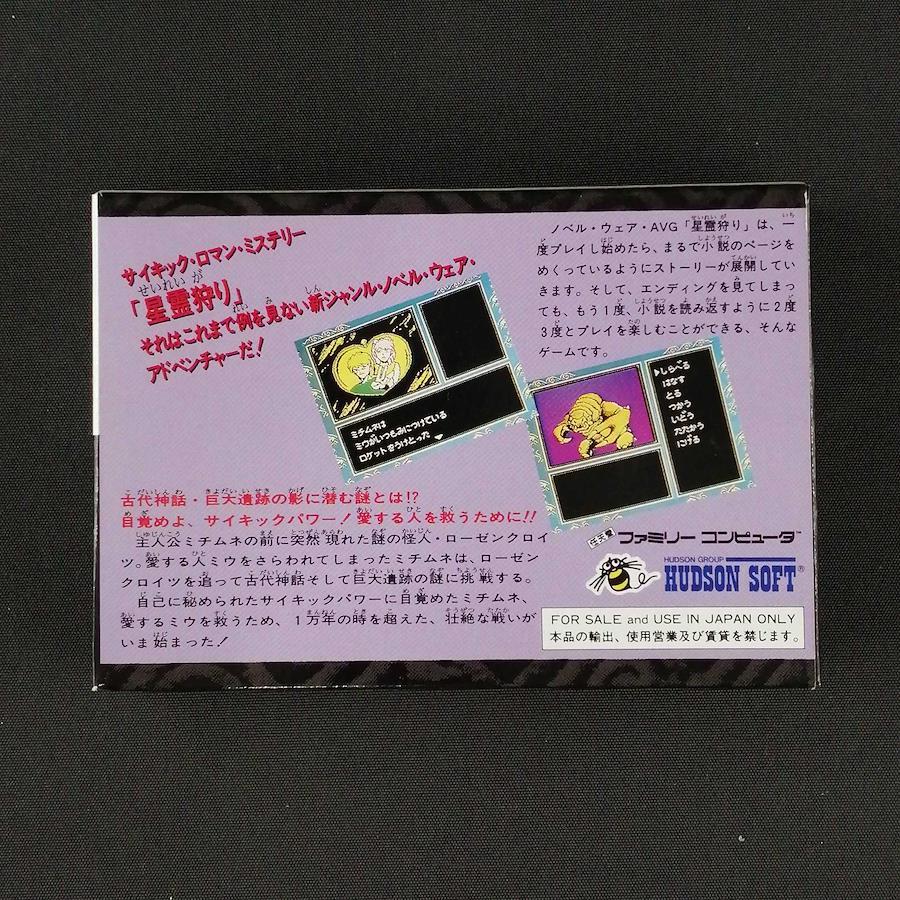 サイキック・ロマン・ミステリー
「星霊狩り」
それはこれまで例を見ない新ジャンル・ノベル・ウェア・
アドベンチャーだ！
ノベル・ウェア・AVG「星霊狩り」は、一
度プレイし始めたら、まるで小説のページを
めくっているようにストーリーが展開してい
きます。そして、エンディングを見てしまっ
ても、もう1度、小説を読み返すように2度
3度とプレイを楽しむことができる、そんな
ゲームです。
ミチムネは
ミウがいつもみにつけている
ロケットをうけとった
しらべる
はなす
とる
つかう
いどう
たたかう
にげる
古代神話・巨大遺跡の影に潜む謎とは!?
目覚めよ、サイキックパワー！愛する人を救うために!!
主人公ミチムネの前に突然現れた謎の怪人・ローゼンクロイ
ツ。愛する人ミウをさらわれてしまったミチムネは、ローゼン
クロイツを追って古代神話そして巨大遺跡の謎に挑戦する。
自己に秘められたサイキックパワーに目覚めたミチムネ、
愛するミウを救うため、1万年の時を超えた、壮絶な戦いが
いま始まった！
任天堂 ファミリーコンピュータ
HUDSON GROUP
HUDSON SOFT®
FOR SALE and USE IN JAPAN ONLY
本品の輸出、使用営業及び賃貸を禁じます。